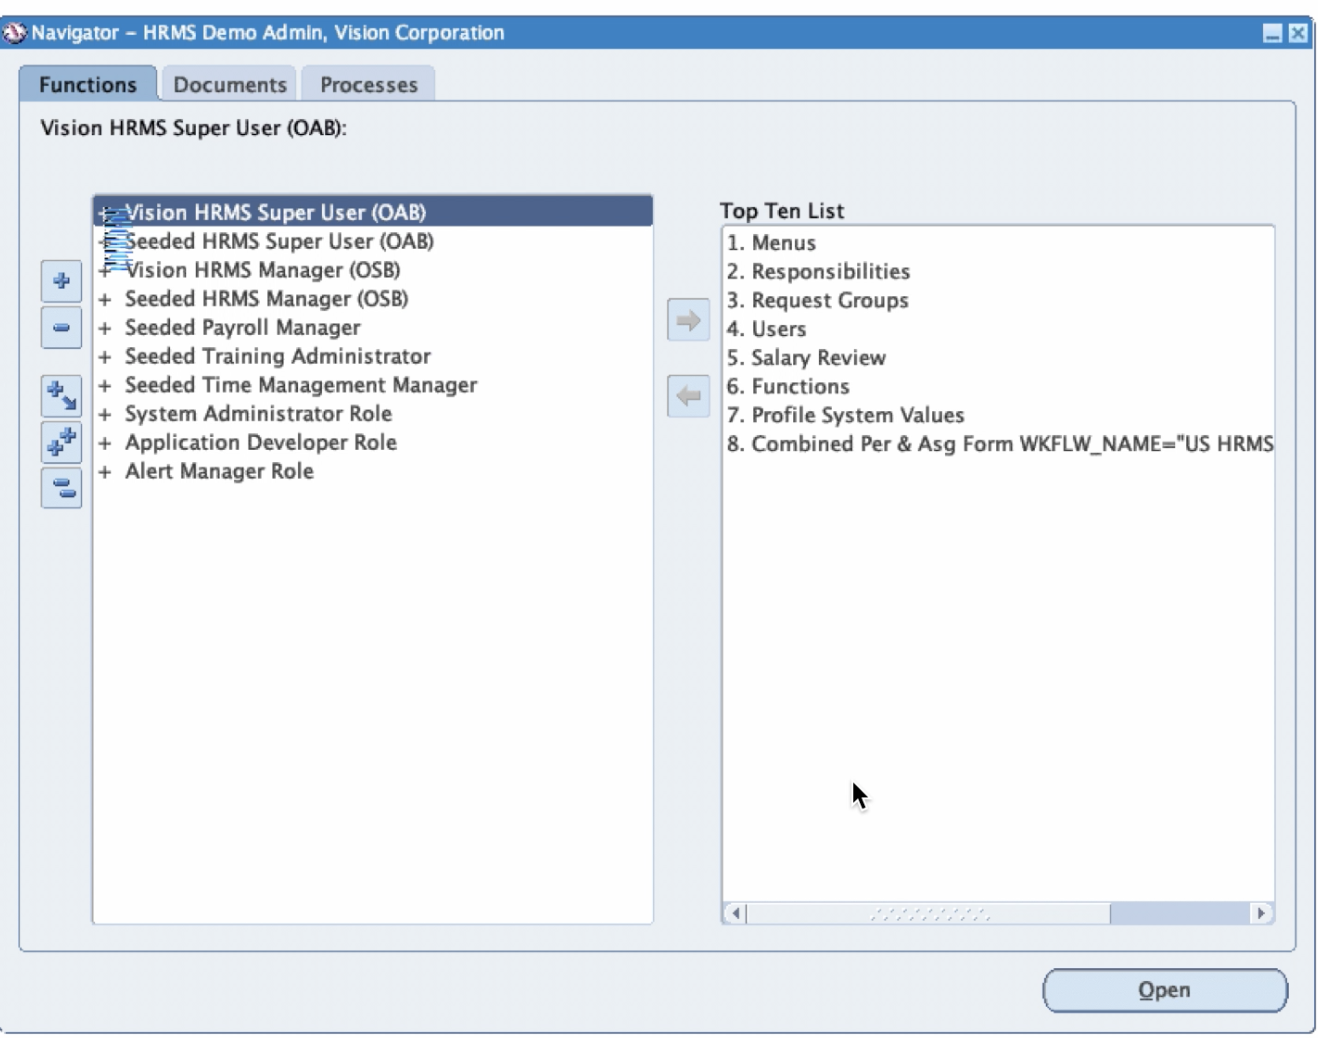 Navigator – HRMS Demo Admin, Vision Corporation
Functions
Documents
Processes
Vision HRMS Super User (OAB):
+ Vision HRMS Super User (OAB)
+ Seeded HRMS Super User (OAB)
+ Vision HRMS Manager (OSB)
+ Seeded HRMS Manager (OSB)
+ Seeded Payroll Manager
+ Seeded Training Administrator
+ Seeded Time Management Manager
+ System Administrator Role
+ Application Developer Role
+ Alert Manager Role
Top Ten List
1. Menus
2. Responsibilities
3. Request Groups
4. Users
5. Salary Review
6. Functions
7. Profile System Values
8. Combined Per & Asg Form WKFLW_NAME="US HRMS
Open